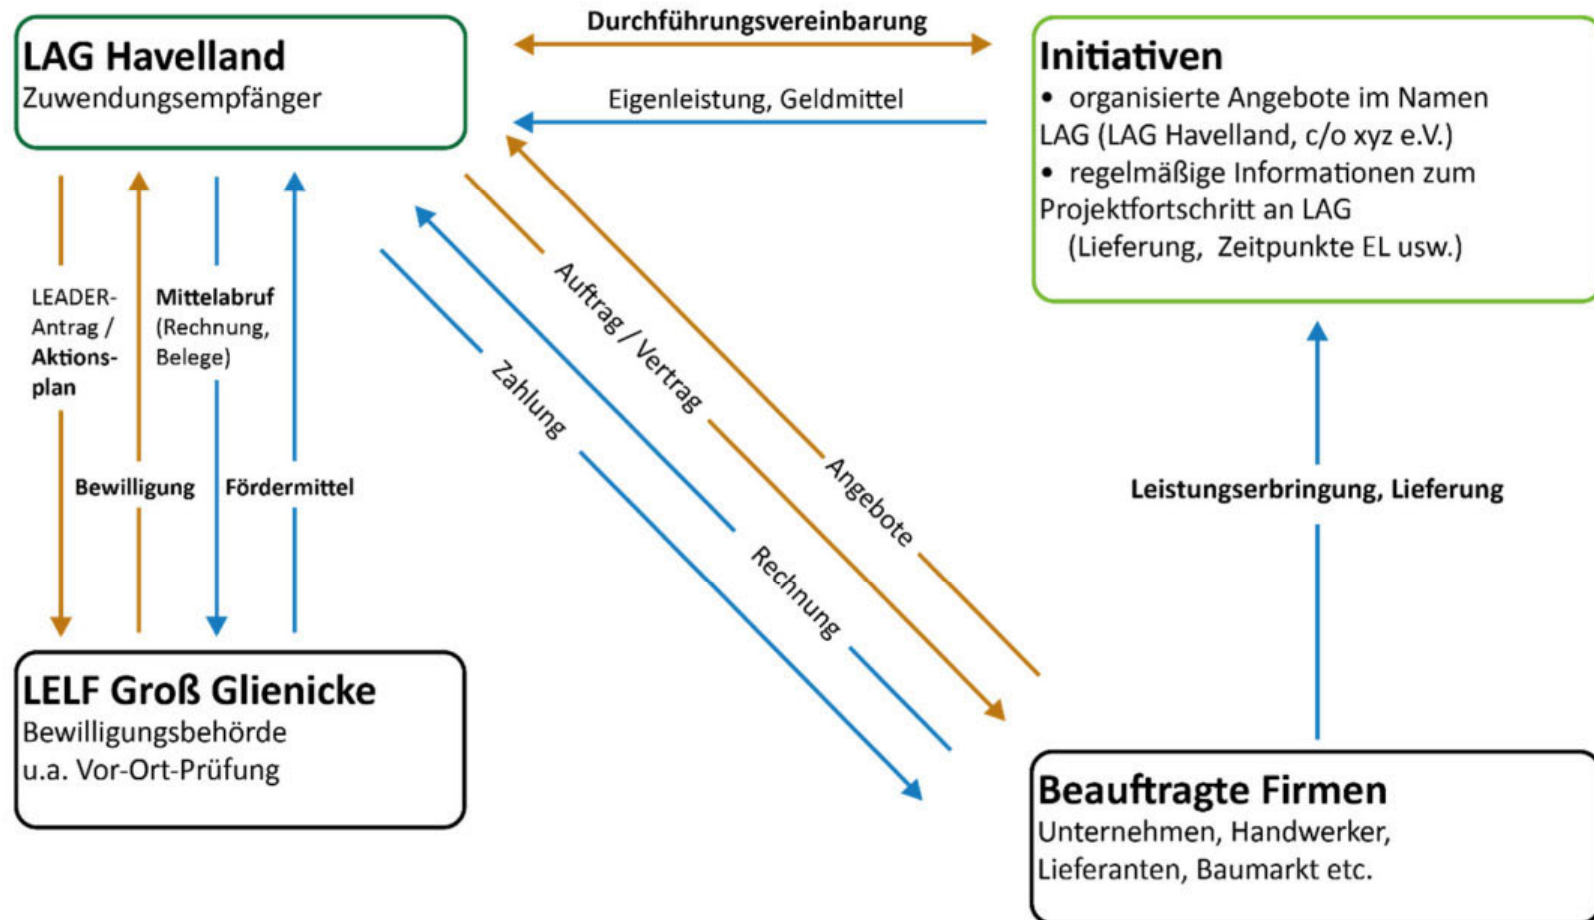 Durchführungsvereinbarung
LAG Havelland
Zuwendungsempfänger
Eigenleistung, Geldmittel
Initiativen
• organisierte Angebote im Namen
LAG (LAG Havelland, c/o xyz e.V.)
• regelmäßige Informationen zum
Projektfortschritt an LAG
(Lieferung, Zeitpunkte EL usw.)
LEADER-
Antrag /
Aktions-
plan
Mittelabruf
(Rechnung,
Belege)
Bewilligung
Fördermittel
Zahlung
Auftrag / Vertrag
Angebote
Rechnung
Leistungserbringung, Lieferung
LELF Groß Glienicke
Bewilligungsbehörde
u.a. Vor-Ort-Prüfung
Beauftragte Firmen
Unternehmen, Handwerker,
Lieferanten, Baumarkt etc.